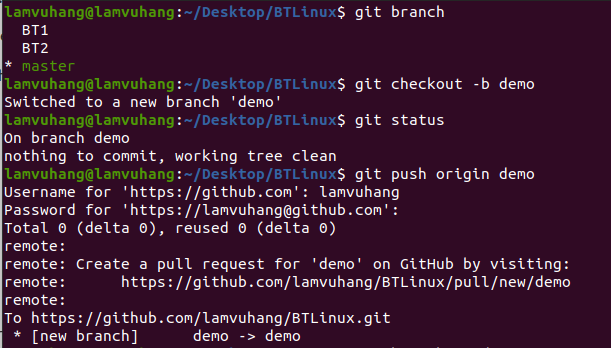 lamvuhang@lamvuhang:~/Desktop/BTLinux$ git branch
  BT1
  BT2
* master
lamvuhang@lamvuhang:~/Desktop/BTLinux$ git checkout -b demo
Switched to a new branch 'demo'
lamvuhang@lamvuhang:~/Desktop/BTLinux$ git status
On branch demo
nothing to commit, working tree clean
lamvuhang@lamvuhang:~/Desktop/BTLinux$ git push origin demo
Username for 'https://github.com': lamvuhang
Password for 'https://lamvuhang@github.com':
Total 0 (delta 0), reused 0 (delta 0)
remote:
remote: Create a pull request for 'demo' on GitHub by visiting:
remote:      https://github.com/lamvuhang/BTLinux/pull/new/demo
remote:
To https://github.com/lamvuhang/BTLinux.git
 * [new branch]      demo -> demo